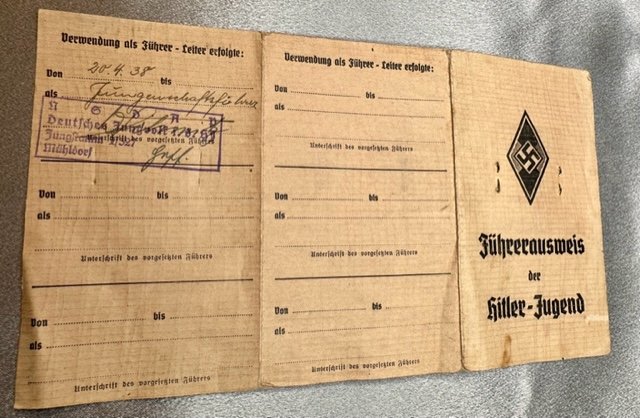 Verwendung als Führer - Leiter erfolgte:
Von 20.4.38 bis
als Jungenschaftsführer
N S D A P
Deutsches Jungvolk
Jungstamm
Unterschrift des vorgesetzten Führers
Mühldorf
Von bis
als
Unterschrift des vorgesetzten Führers
Von bis
als
Unterschrift des vorgesetzten Führers
Verwendung als Führer - Leiter erfolgte:
Von bis
als
Unterschrift des vorgesetzten Führers
Von bis
als
Unterschrift des vorgesetzten Führers
Von bis
als
Unterschrift des vorgesetzten Führers
Führerausweis
der
Hitler-Jugend